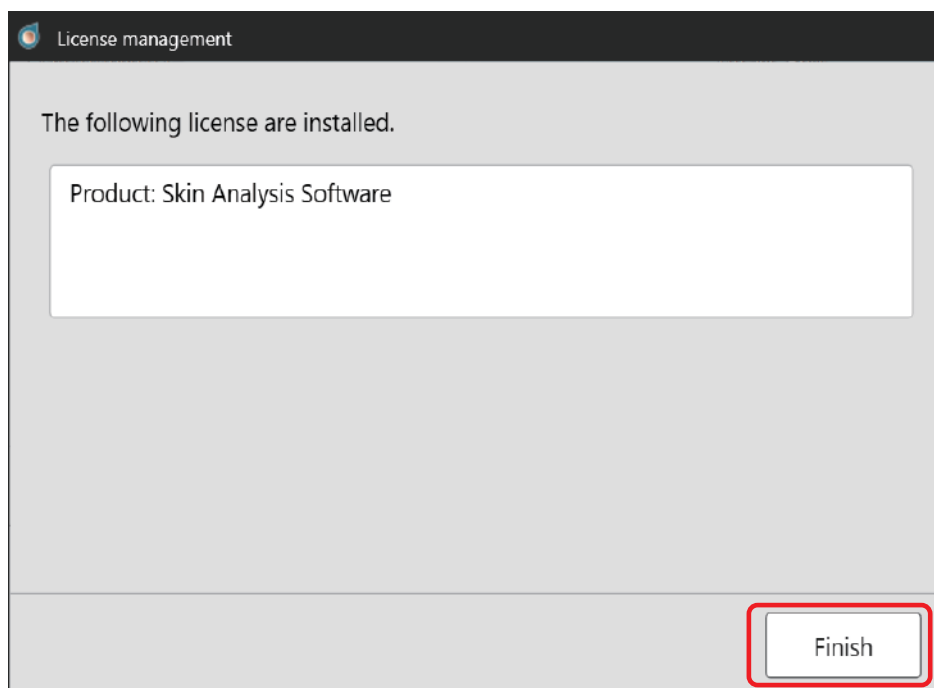 License management
The following license are installed.
Product: Skin Analysis Software
Finish